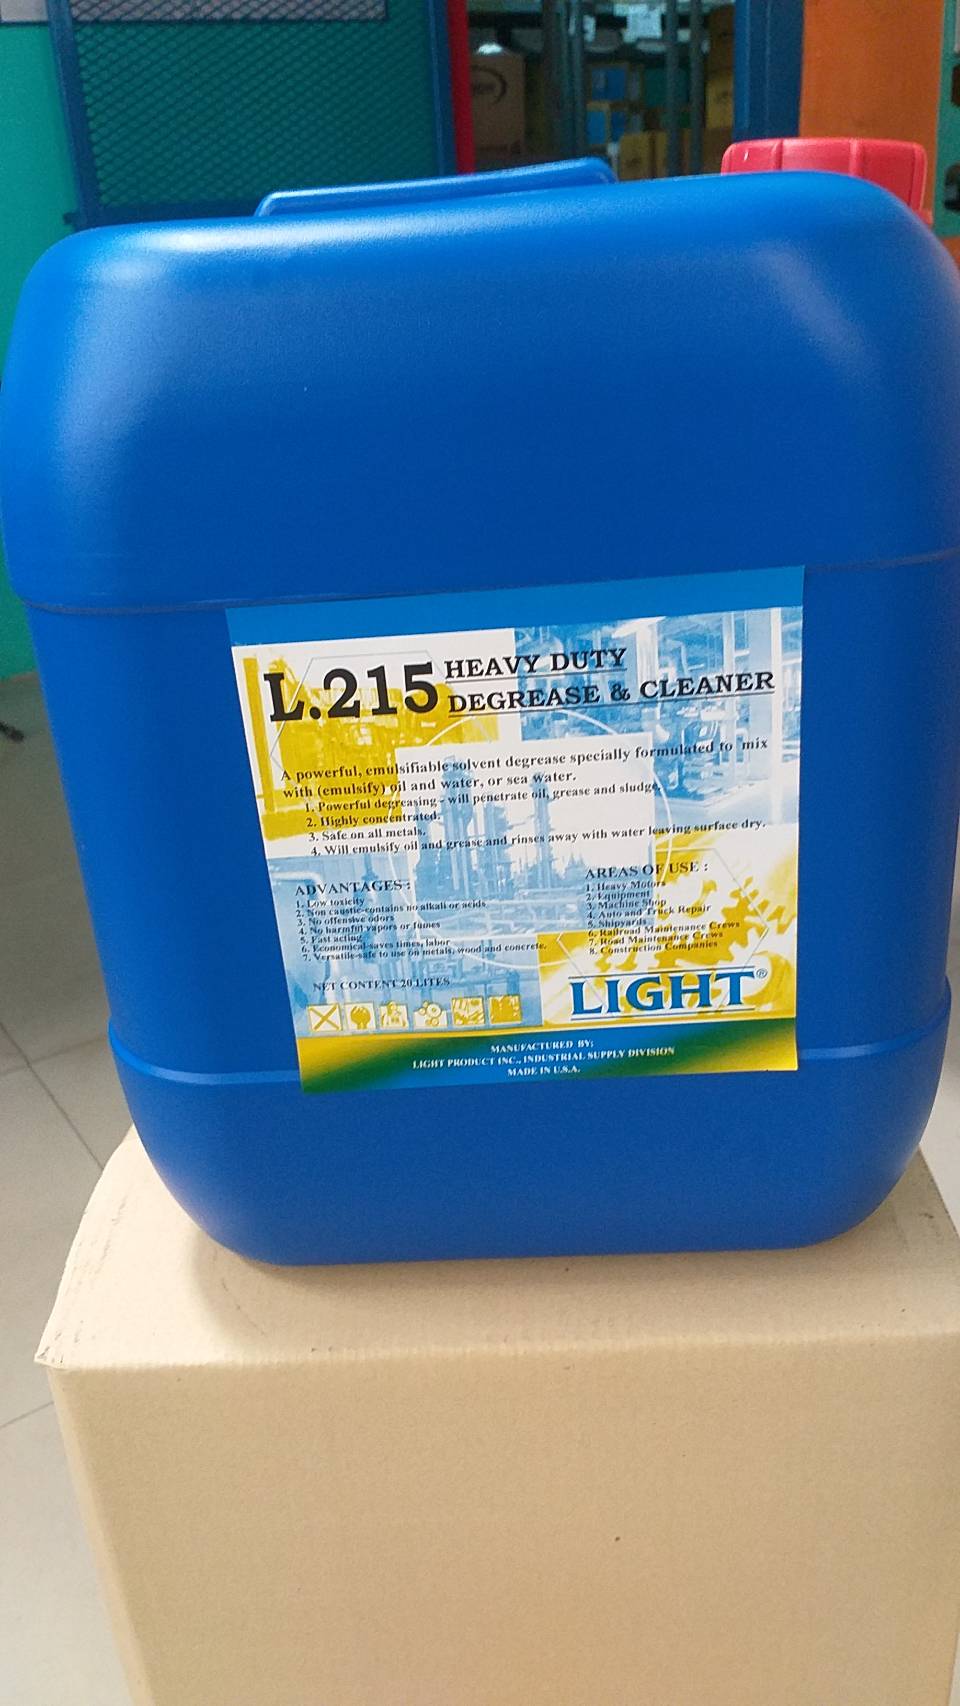 L.215 HEAVY DUTY
DEGREASE & CLEANER
A powerful, emulsifiable solvent degrease specially formulated to mix
with (emulsify) oil and water, or sea water.
1. Powerful degreasing - will penetrate oil, grease and sludge.
2. Highly concentrated.
3. Safe on all metals.
4. Will emulsify oil and grease and rinses away with water leaving surface dry.
ADVANTAGES :
1. Low toxicity
2. Non caustic-contains no alkali or acids
3. No offensive odors
4. No harmful vapors or fumes
5. Fast acting
6. Economical-saves times, labor
7. Versatile-safe to use on metals, wood and concrete.
AREAS OF USE :
1. Heavy Motors
2. Equipment
3. Machine Shop
4. Auto and Truck Repair
5. Shipyards
6. Railroad Maintenance Crews
7. Road Maintenance Crews
8. Construction Companies
NET CONTENT 20 LITES
LIGHT®
MANUFACTURED BY;
LIGHT PRODUCT INC., INDUSTRIAL SUPPLY DIVISION
MADE IN U.S.A.